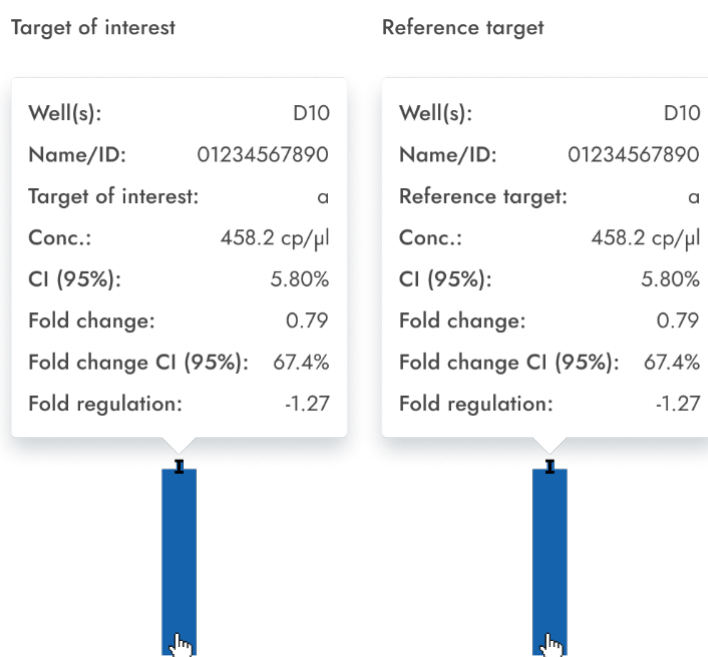 Target of interest
Well(s): D10
Name/ID: 01234567890
Target of interest: a
Conc.: 458.2 cp/µl
CI (95%): 5.80%
Fold change: 0.79
Fold change CI (95%): 67.4%
Fold regulation: -1.27
Reference target
Well(s): D10
Name/ID: 01234567890
Reference target: a
Conc.: 458.2 cp/µl
CI (95%): 5.80%
Fold change: 0.79
Fold change CI (95%): 67.4%
Fold regulation: -1.27